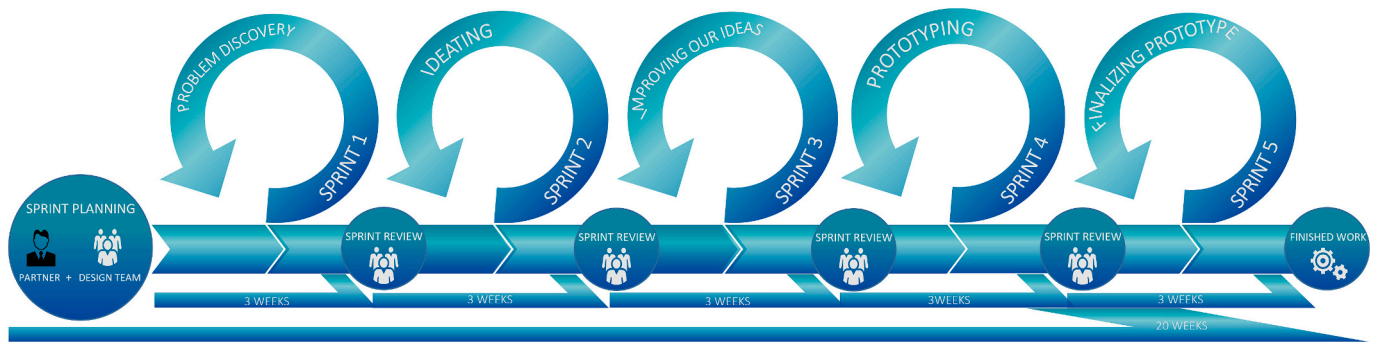 PROBLEM DISCOVERY
SPRINT 1
IDEATING
SPRINT 2
IMPROVING OUR IDEAS
SPRINT 3
PROTOTYPING
SPRINT 4
FINALIZING PROTOTYPE
SPRINT 5
SPRINT PLANNING
PARTNER + DESIGN TEAM
SPRINT REVIEW
SPRINT REVIEW
SPRINT REVIEW
SPRINT REVIEW
FINISHED WORK
3 WEEKS
3 WEEKS
3 WEEKS
3WEEKS
3 WEEKS
20 WEEKS